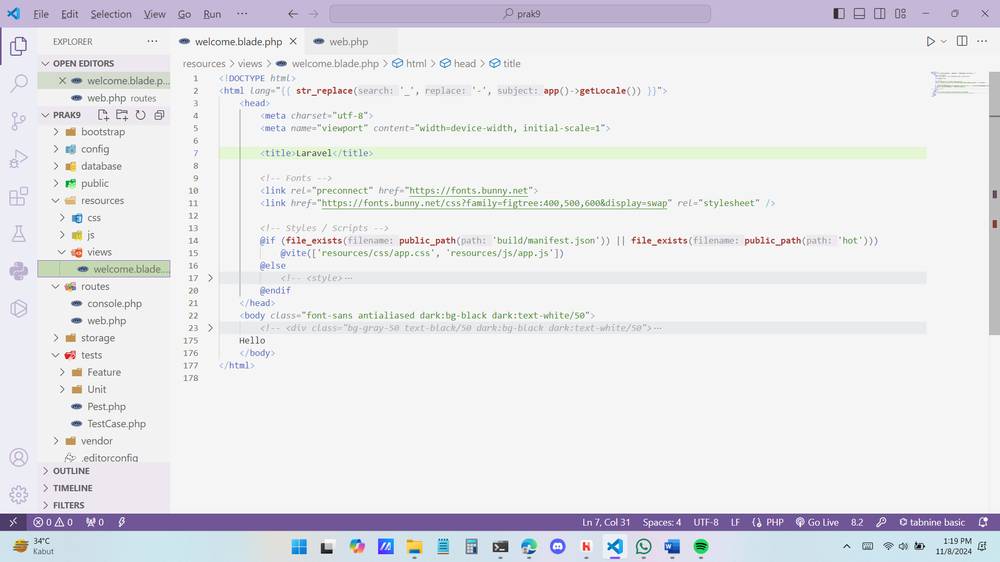 File Edit Selection View Go Run ···
prak9
EXPLORER
OPEN EDITORS
welcome.blade.p...
web.php routes
PRAK9
bootstrap
config
database
public
resources
css
js
views
welcome.blade....
routes
console.php
web.php
storage
tests
Feature
Unit
Pest.php
TestCase.php
vendor
.editorconfig
OUTLINE
TIMELINE
FILTERS
welcome.blade.php web.php
resources > views > welcome.blade.php > html > head > title
1 <!DOCTYPE html>
2 <html lang="{{ str_replace(search: '_', replace: '-', subject: app()->getLocale()) }}">
3 <head>
4 <meta charset="utf-8">
5 <meta name="viewport" content="width=device-width, initial-scale=1">
6
7 <title>Laravel</title>
8
9 <!-- Fonts -->
10 <link rel="preconnect" href="https://fonts.bunny.net">
11 <link href="https://fonts.bunny.net/css?family=figtree:400,500,600&display=swap" rel="stylesheet" />
12
13 <!-- Styles / Scripts -->
14 @if (file_exists(filename: public_path(path: 'build/manifest.json')) || file_exists(filename: public_path(path: 'hot')))
15 @vite(['resources/css/app.css', 'resources/js/app.js'])
16 @else
17 <!-- <style>···
20 @endif
21 </head>
22 <body class="font-sans antialiased dark:bg-black dark:text-white/50">
23 <!-- <div class="bg-gray-50 text-black/50 dark:bg-black dark:text-white/50">···
175 Hello
176 </body>
177 </html>
178
0 0 0 Ln 7, Col 31 Spaces: 4 UTF-8 LF PHP Go Live 8.2 tabnine basic
34°C
Kabut
1:19 PM
11/8/2024